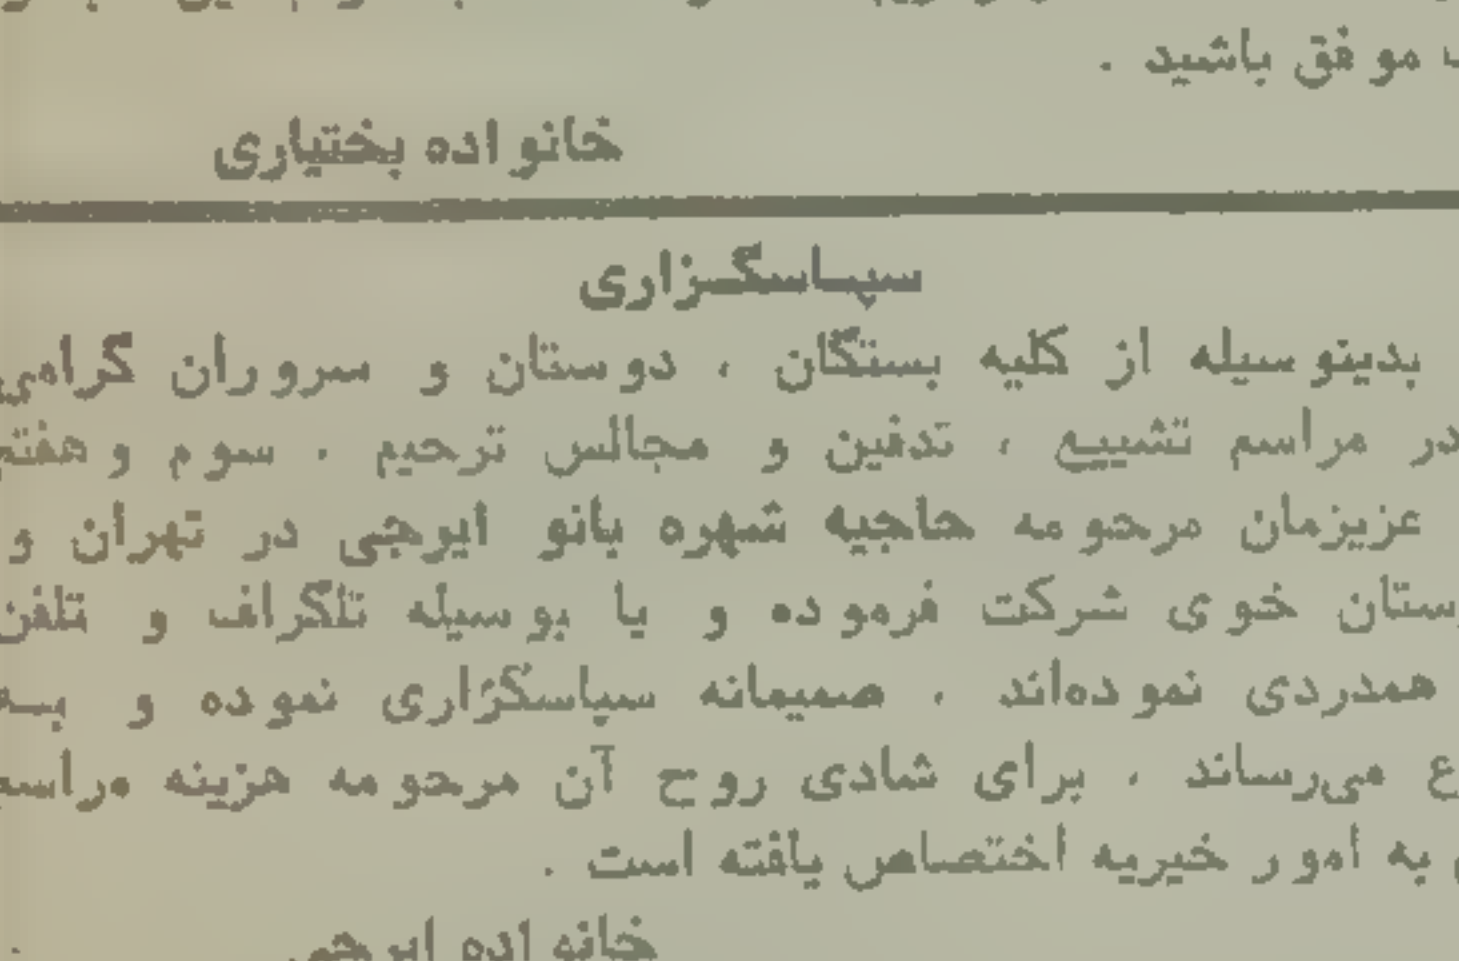 موفق باشید .
خانواده بختیاری
سپاسگزاری
بدینوسیله از کلیه بستگان ، دوستان و سروران گرامی
در مراسم تشییع ، تدفین و مجالس ترحیم ، سوم و هفتم
عزیزمان مرحومه حاجیه شهره بانو ایرجی در تهران و
خوی شرکت فرموده و یا بوسیله تلگراف و تلفن
همدردی نموده‌اند ، صمیمانه سپاسگزاری نموده و به
می‌رساند ، برای شادی روح آن مرحومه هزینه مراسم
به امور خیریه اختصاص یافته است .
خانواده ایرجی